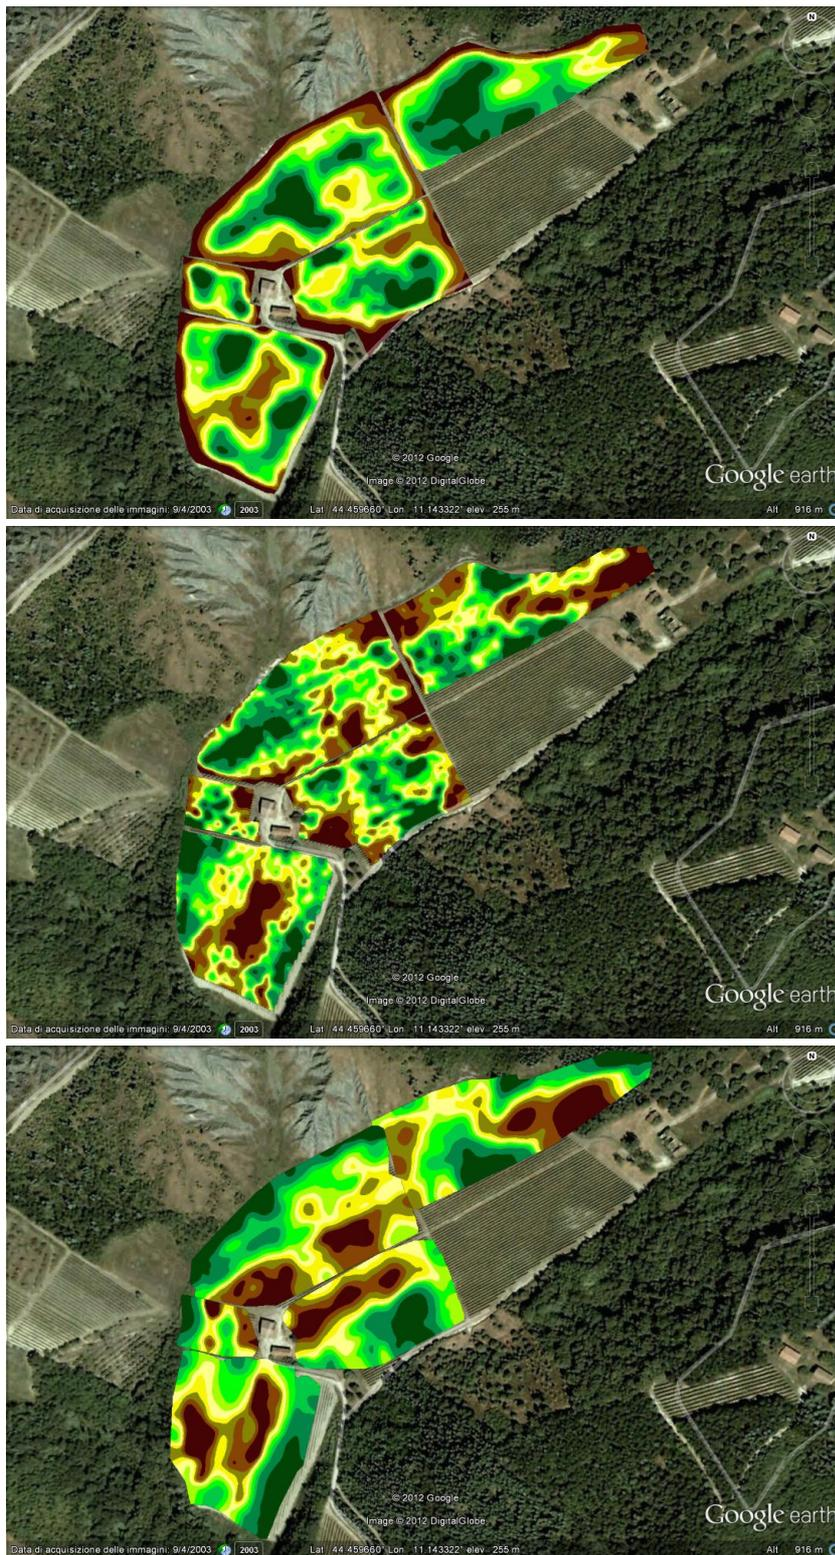 N
© 2012 Google
Image © 2012 DigitalGlobe
Google earth
Data di acquisizione delle immagini: 9/4/2003 2003 Lat 44.459660° Lon 11.143322° elev 255 m Alt 916 m
N
© 2012 Google
Image © 2012 DigitalGlobe
Google earth
Data di acquisizione delle immagini: 9/4/2003 2003 Lat 44.459660° Lon 11.143322° elev 255 m Alt 916 m
© 2012 Google
Image © 2012 DigitalGlobe
Google earth
Data di acquisizione delle immagini: 9/4/2003 2003 Lat 44.459660° Lon 11.143322° elev 255 m Alt 916 m